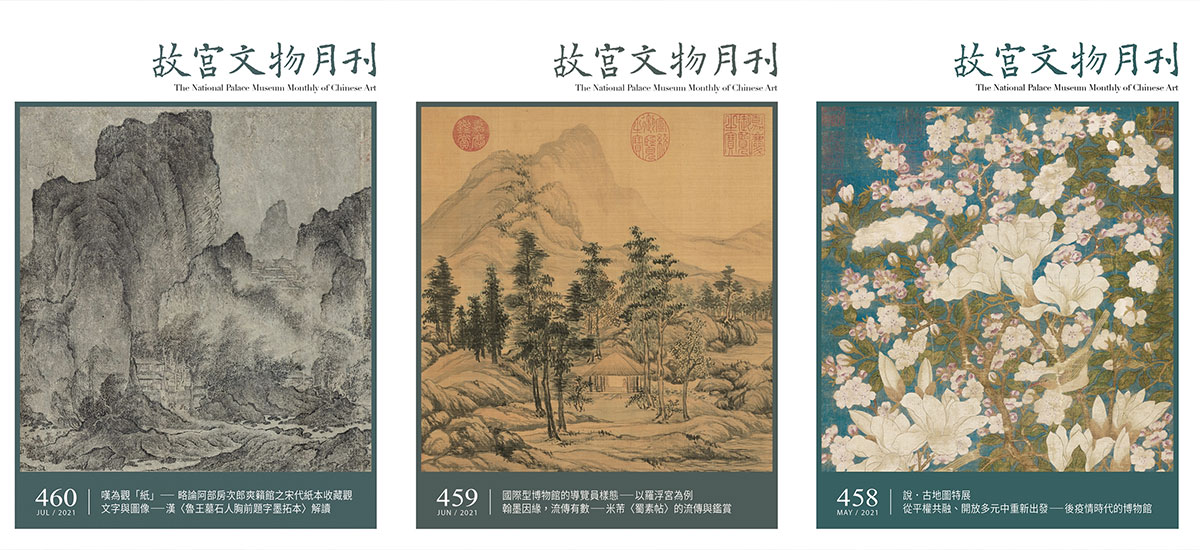 故宮文物月刊
The National Palace Museum Monthly of Chinese Art
460
JUL / 2021
嘆為觀「紙」── 略論阿部房次郎爽籟館之宋代紙本收藏觀
文字與圖像──漢〈魯王墓石人胸前題字墨拓本〉解讀
故宮文物月刊
The National Palace Museum Monthly of Chinese Art
459
JUN / 2021
國際型博物館的導覽員樣態──以羅浮宮為例
翰墨因緣，流傳有數──米芾〈蜀素帖〉的流傳與鑑賞
故宮文物月刊
The National Palace Museum Monthly of Chinese Art
458
MAY / 2021
說・古地圖特展
從平權共融、開放多元中重新出發──後疫情時代的博物館